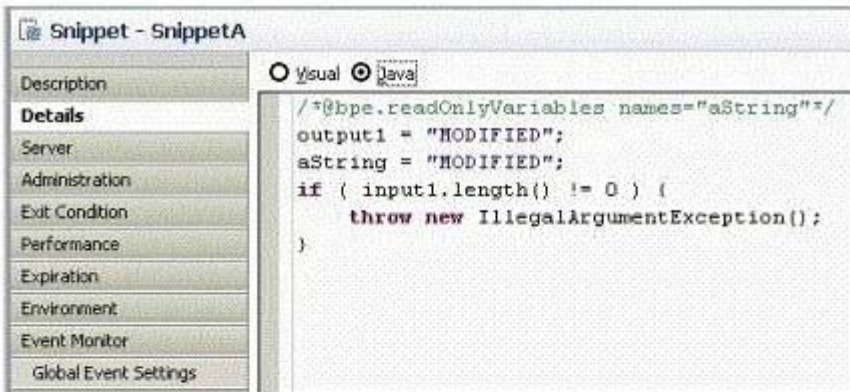 Snippet - SnippetA
Description
Details
Server
Administration
Exit Condition
Performance
Expiration
Environment
Event Monitor
Global Event Settings
Visual Java
/*@bpe.readOnlyVariables names="aString"*/
output1 = "MODIFIED";
aString = "MODIFIED";
if ( input1.length() != 0 ) {
throw new IllegalArgumentException();
}